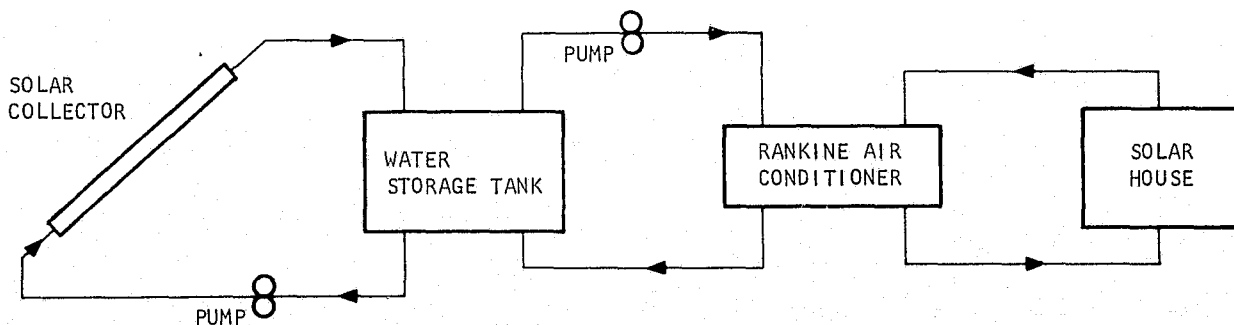 PUMP
SOLAR
COLLECTOR
WATER
STORAGE TANK
RANKINE AIR
CONDITIONER
SOLAR
HOUSE
PUMP